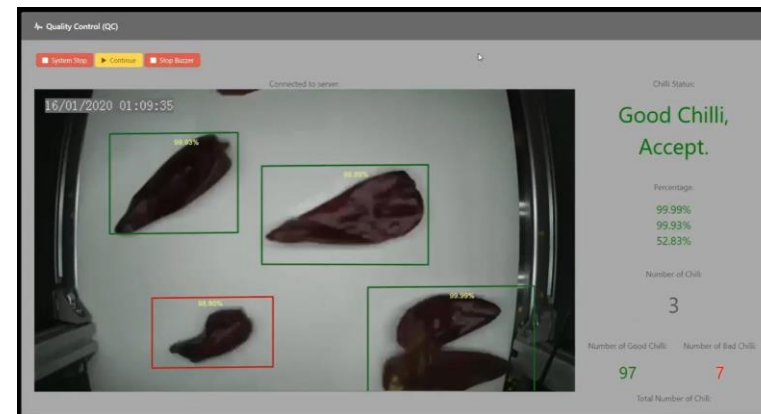 Quality Control (QC)
System Stop
Continue
Stop Buzzer
Connected to server.
16/01/2020 01:09:35
99.93%
99.99%
98.90%
99.99%
Chilli Status:
Good Chilli,
Accept.
Percentage:
99.99%
99.93%
52.83%
Number of Chili:
3
Number of Good Chilli:
97
Number of Bad Chilli:
7
Total Number of Chili: